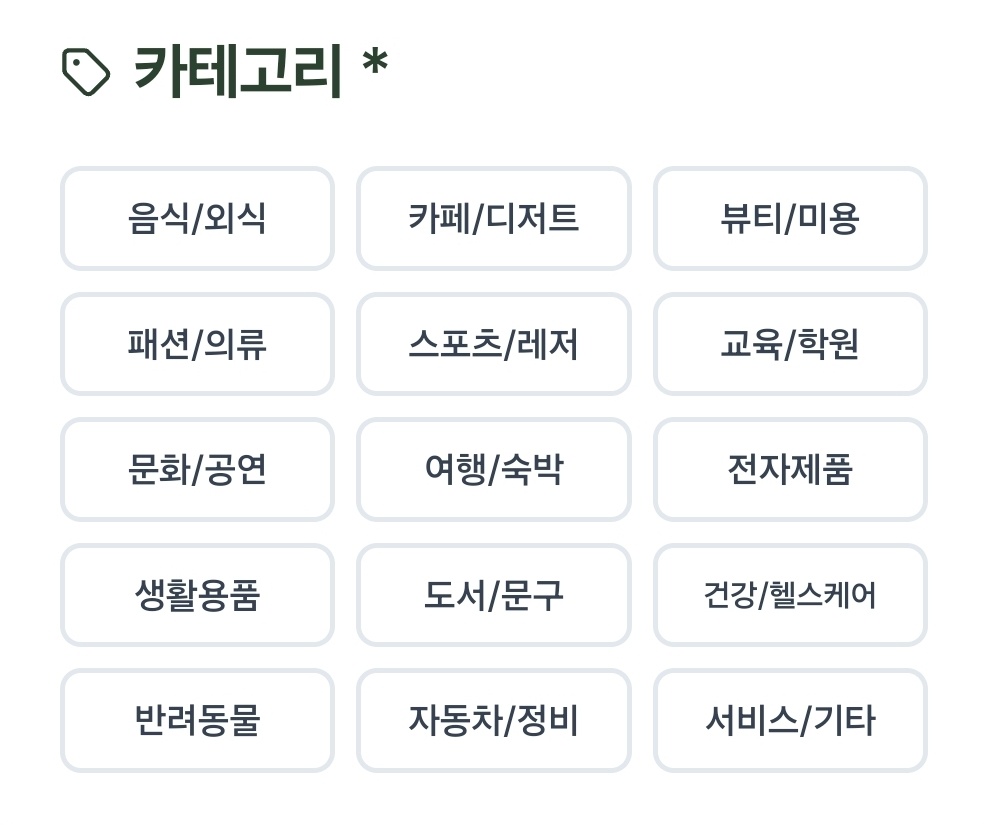 카테고리 *
음식/외식 카페/디저트 뷰티/미용
패션/의류 스포츠/레저 교육/학원
문화/공연 여행/숙박 전자제품
생활용품 도서/문구 건강/헬스케어
반려동물 자동차/정비 서비스/기타